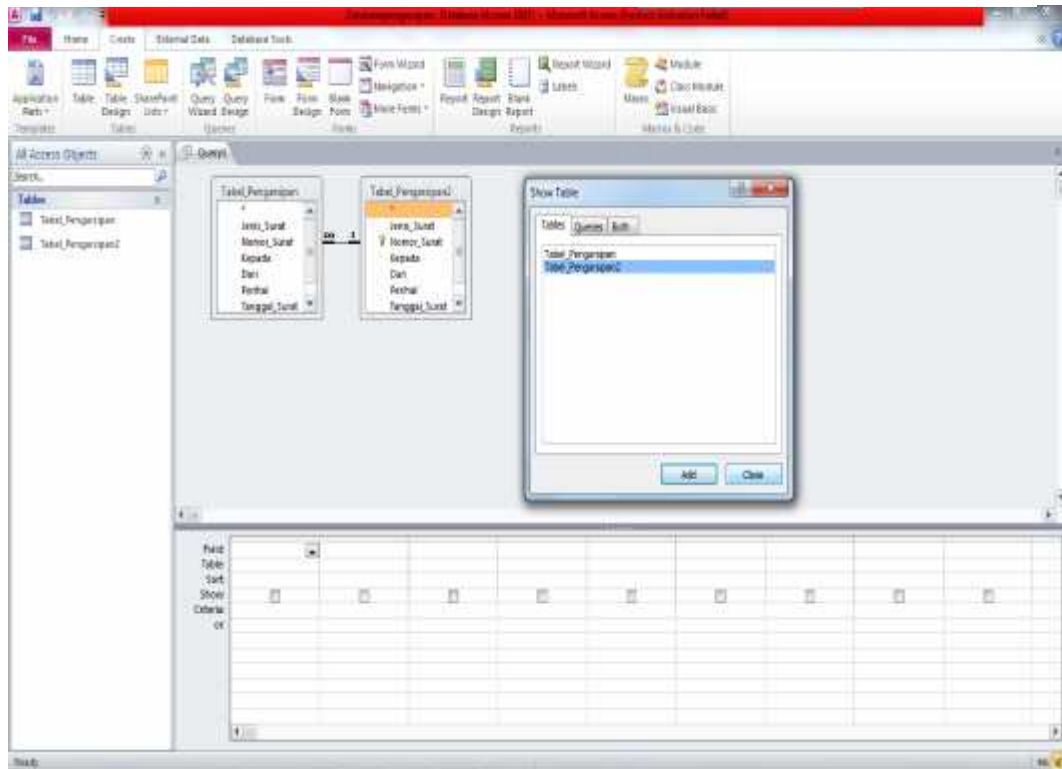 File Home Create External Data Database Tools
Application Parts Table Table Design SharePoint Lists Query Wizard Query Design Form Form Design Blank Form Form Wizard Navigation More Forms Report Report Design Blank Report Report Wizard Labels Macro Module Class Module Visual Basic
Templates Tables Queries Forms Reports Macros & Code
All Access Objects
Search..
Tables
Tabel_Pengarsipan
Tabel_Pengarsipan2
Query1
Tabel_Pengarsipan
*
Jenis_Surat
Nomor_Surat
Kepada
Dari
Perihal
Tanggal_Surat
∞ 1
Tabel_Pengarsipan2
*
Jenis_Surat
Nomor_Surat
Kepada
Dari
Perihal
Tanggal_Surat
Show Table
Tables Queries Both
Tabel_Pengarsipan
Tabel_Pengarsipan2
Add Close
Field:
Table:
Sort:
Show:
Criteria:
or:
Ready